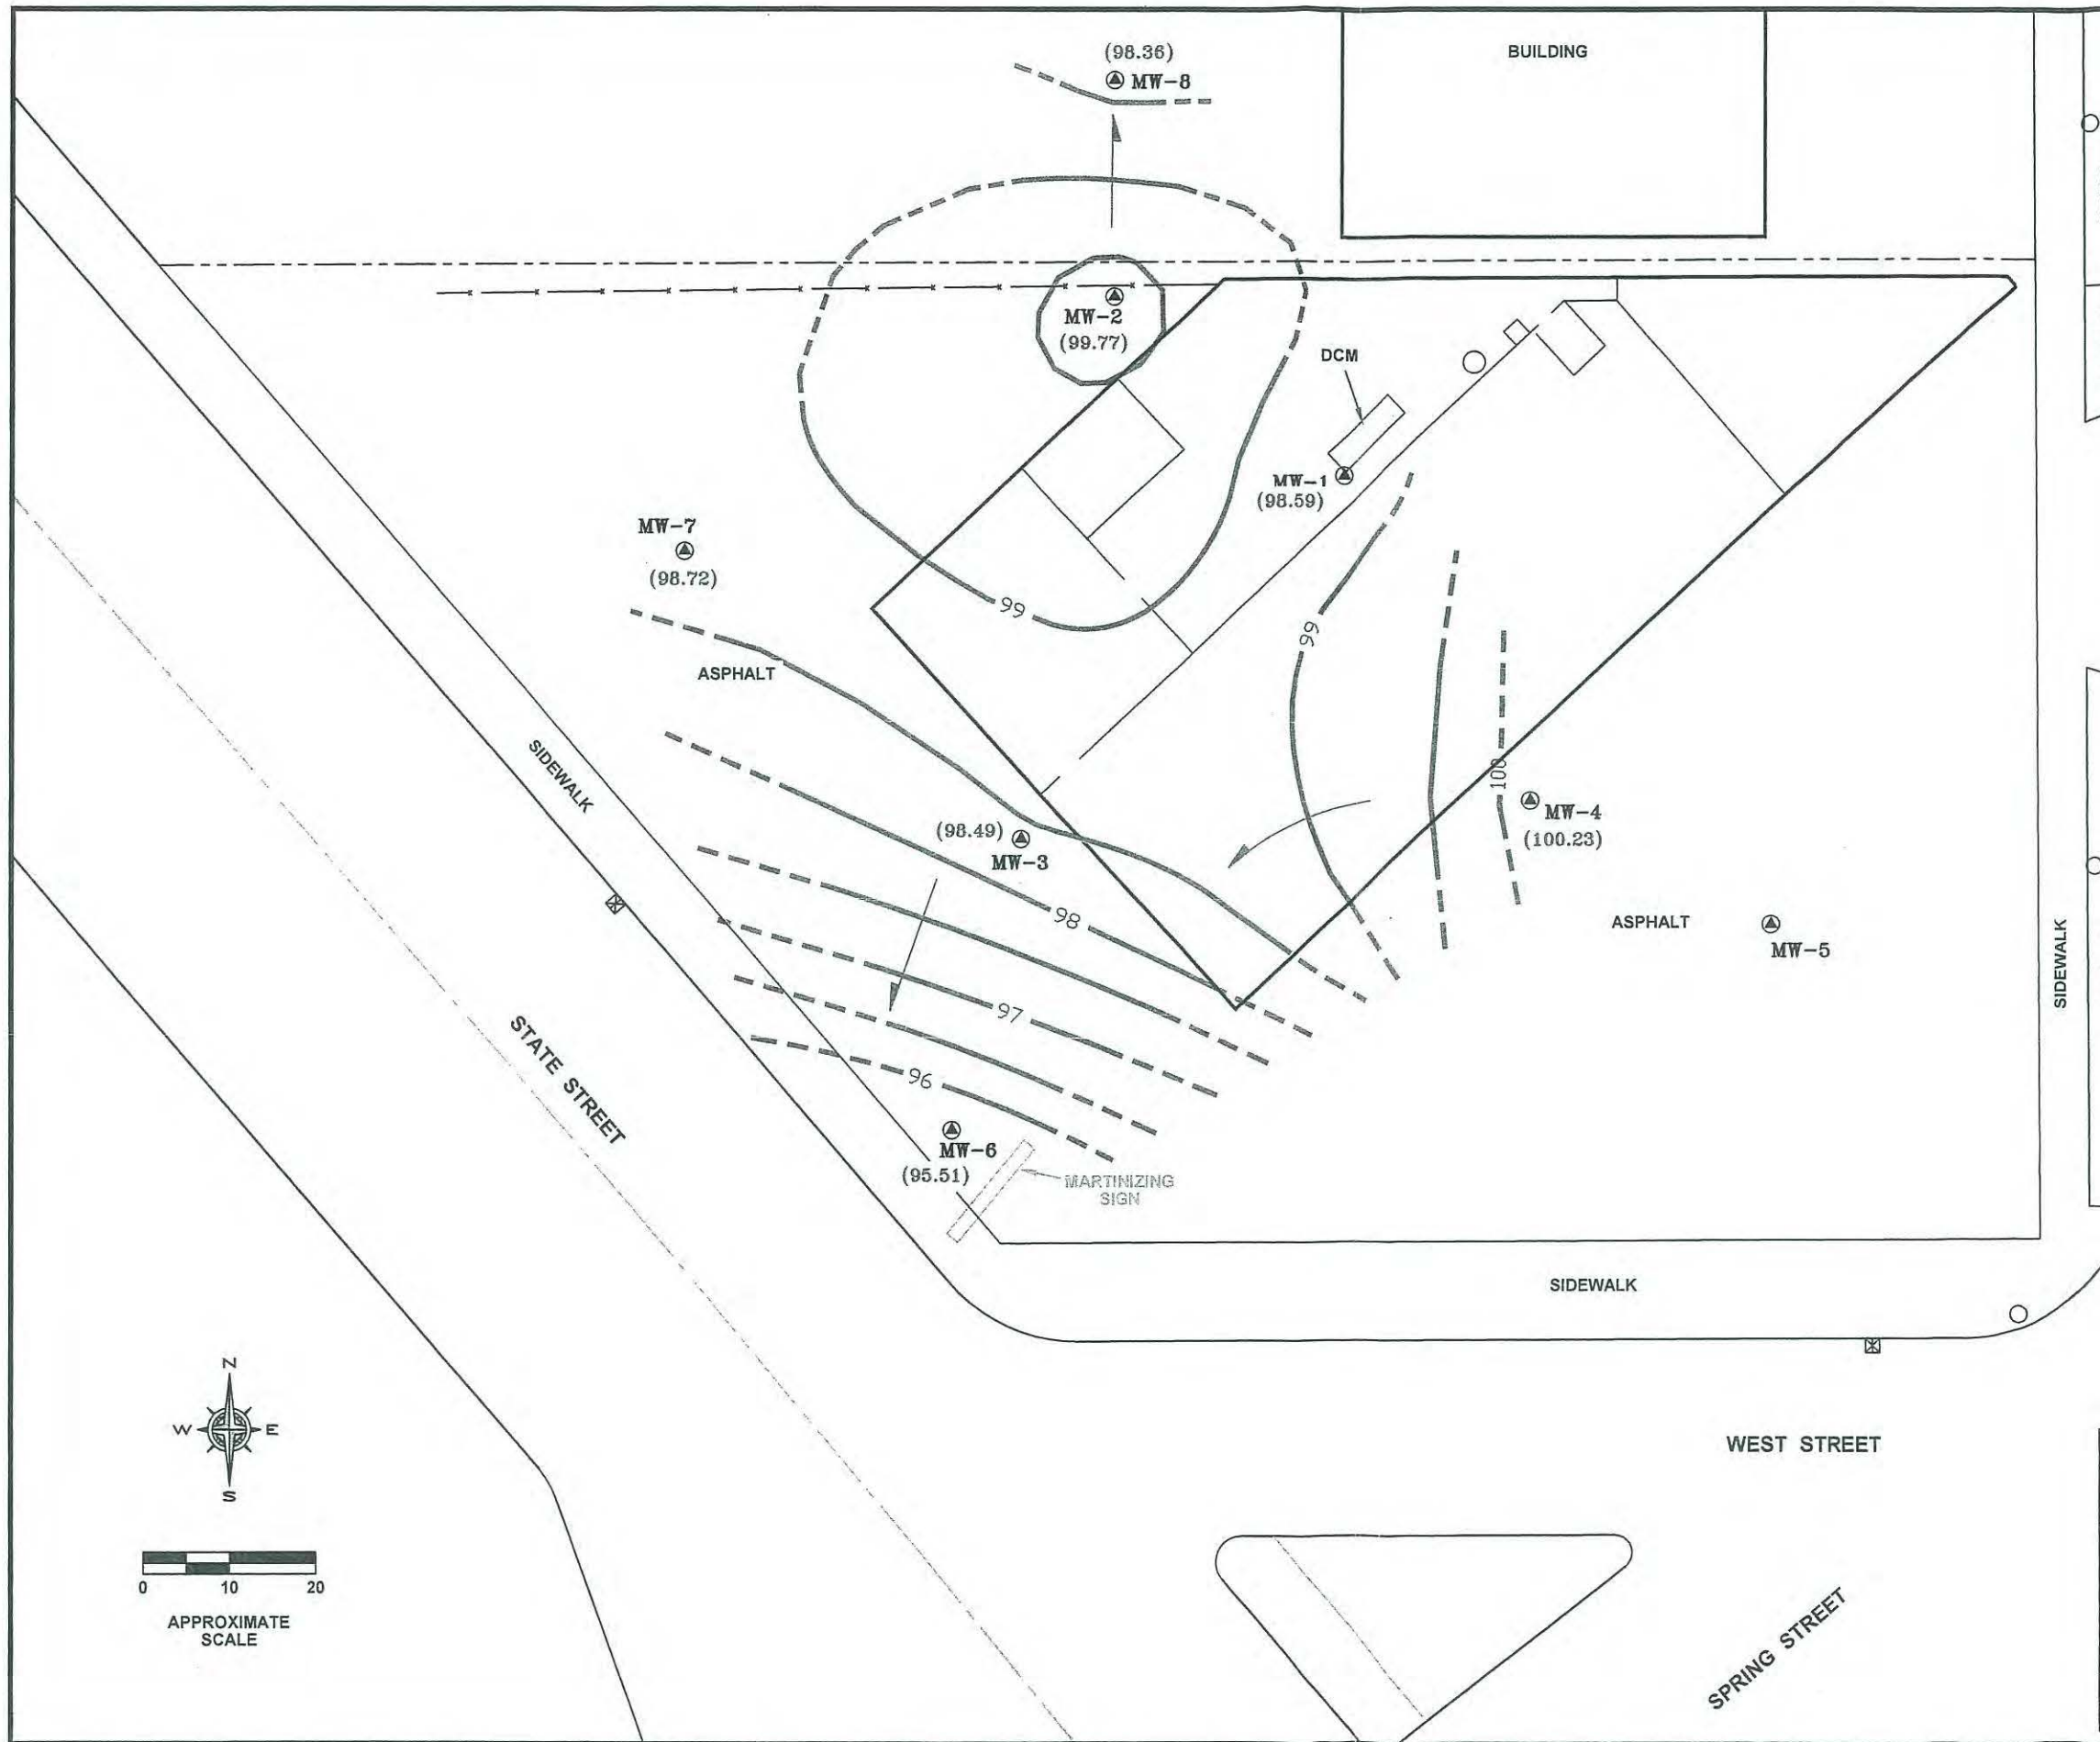 (98.36)
MW-8
BUILDING
MW-2
(99.77)
DCM
MW-1
(98.59)
MW-7
(98.72)
99
99
ASPHALT
SIDEWALK
100
MW-4
(100.23)
(98.49)
MW-3
98
ASPHALT
MW-5
SIDEWALK
97
STATE STREET
96
MW-6
(95.51)
MARTINIZING
SIGN
SIDEWALK
N
W E
S
WEST STREET
0 10 20
APPROXIMATE
SCALE
SPRING STREET